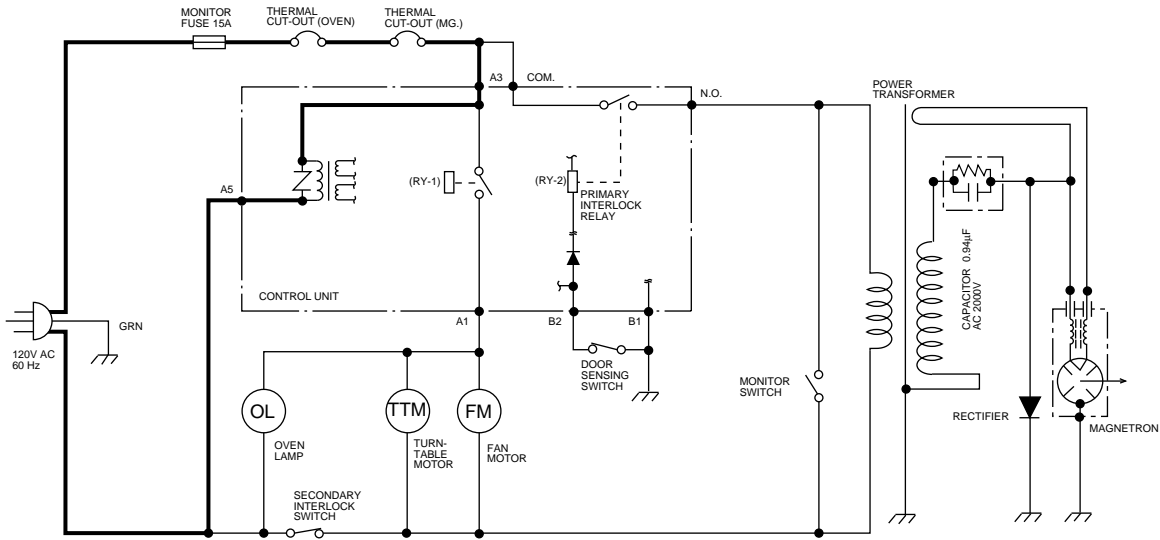 MONITOR
FUSE 15A
THERMAL
CUT-OUT (OVEN)
THERMAL
CUT-OUT (MG.)
A3
COM.
N.O.
POWER
TRANSFORMER
A5
(RY-1)
(RY-2)
PRIMARY
INTERLOCK
RELAY
CAPACITOR 0.94µF
AC 2000V
CONTROL UNIT
A1
B2
B1
GRN
120V AC
60 Hz
DOOR
SENSING
SWITCH
MONITOR
SWITCH
OL
TTM
FM
RECTIFIER
MAGNETRON
OVEN
LAMP
TURN-
TABLE
MOTOR
FAN
MOTOR
SECONDARY
INTERLOCK
SWITCH